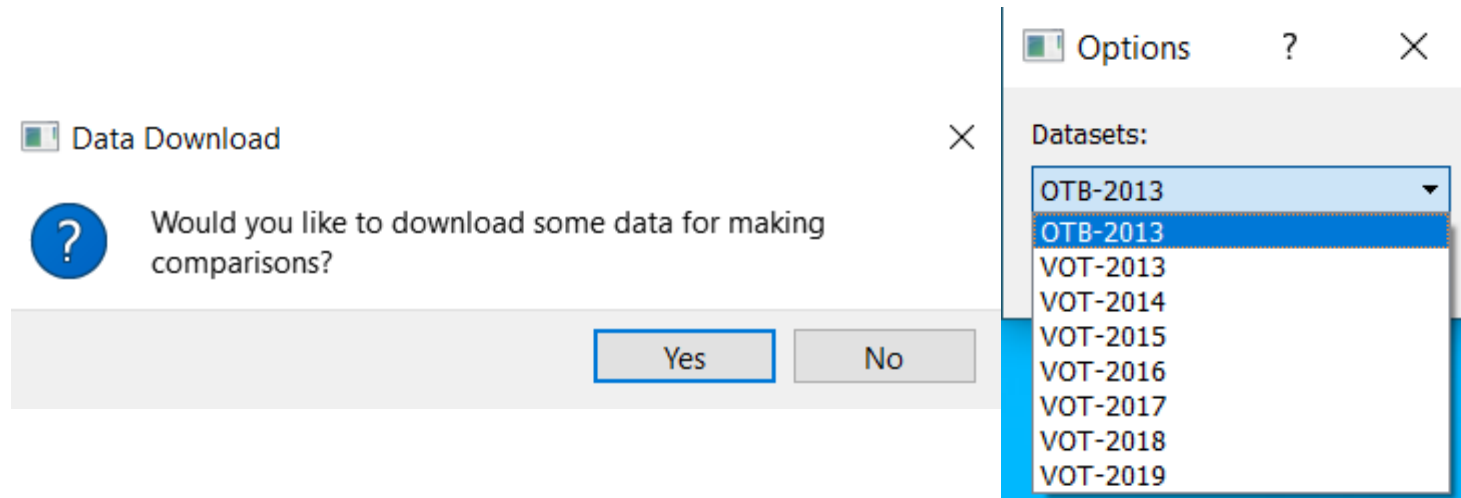 Data Download
?
Would you like to download some data for making
comparisons?
Yes
No
Options
?
Datasets:
OTB-2013
OTB-2013
VOT-2013
VOT-2014
VOT-2015
VOT-2016
VOT-2017
VOT-2018
VOT-2019